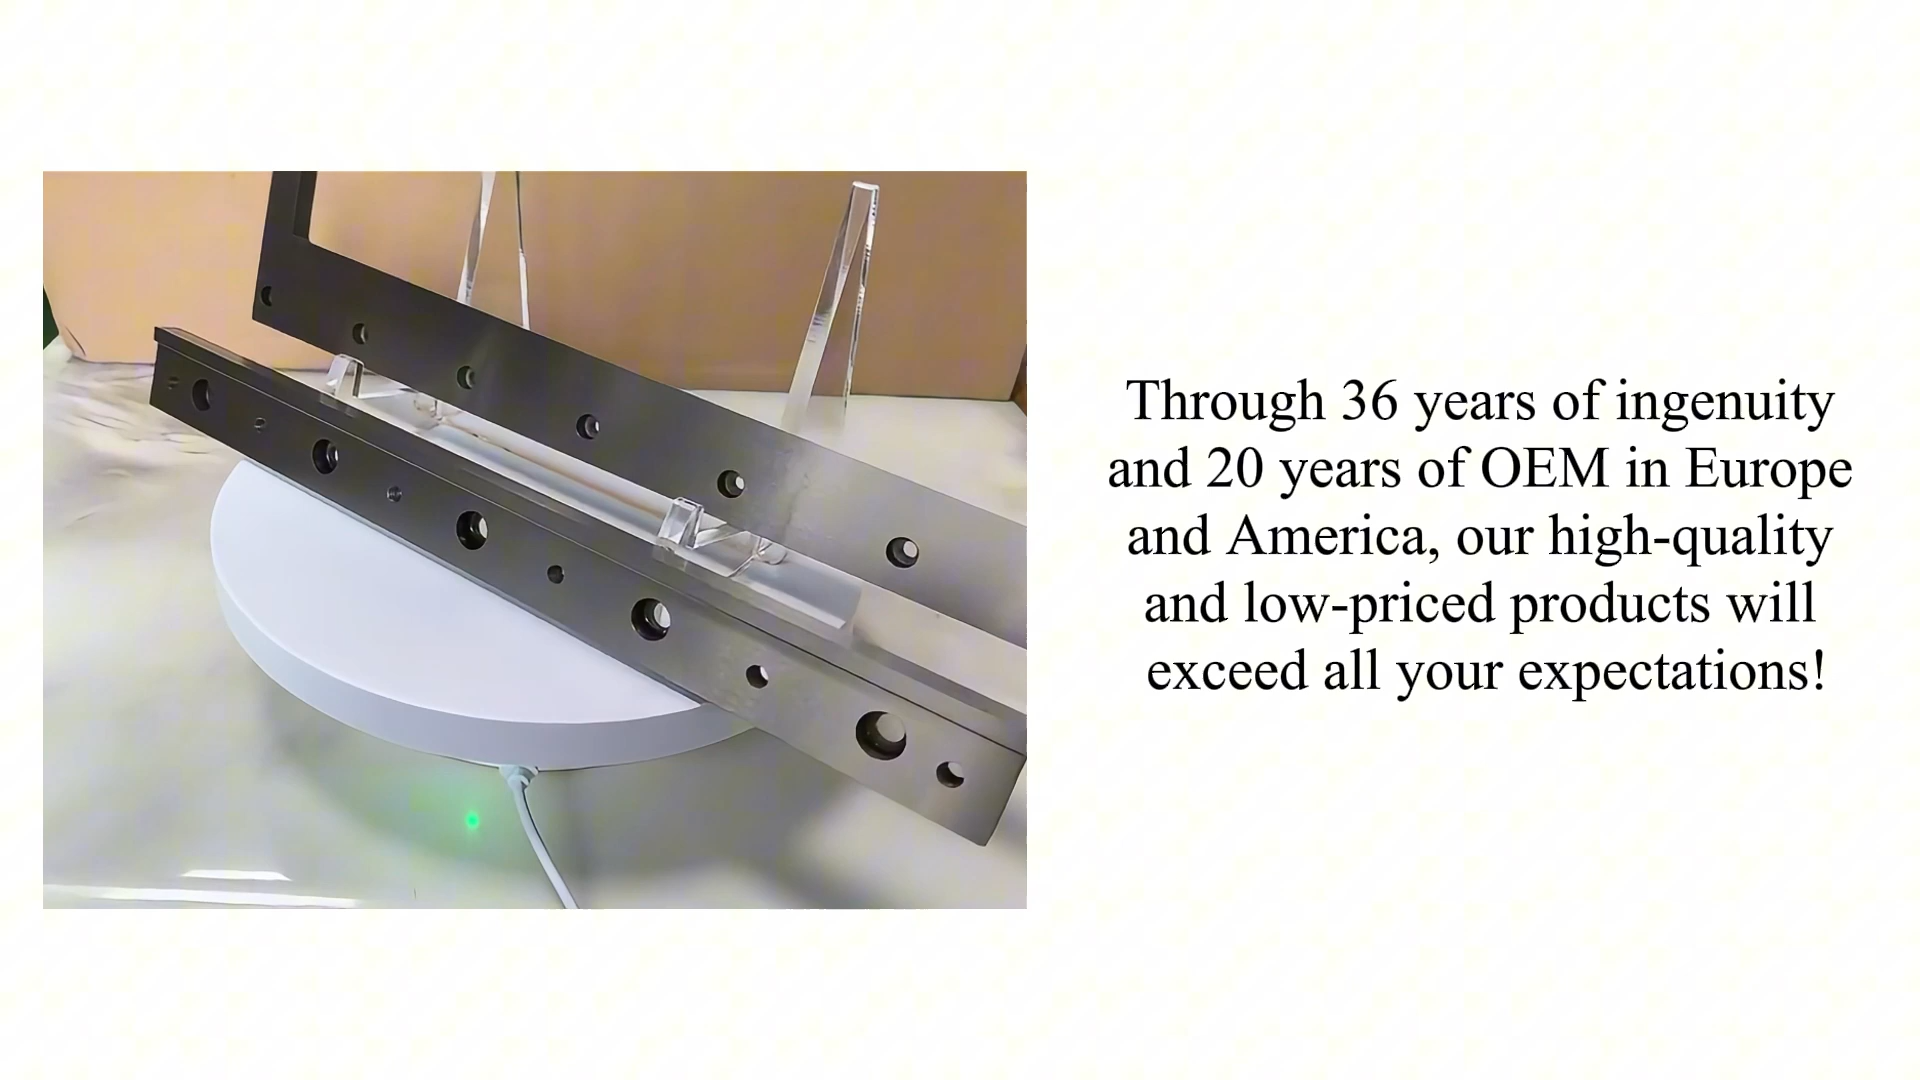 Through 36 years of ingenuity
and 20 years of OEM in Europe
and America, our high-quality
and low-priced products will
exceed all your expectations!